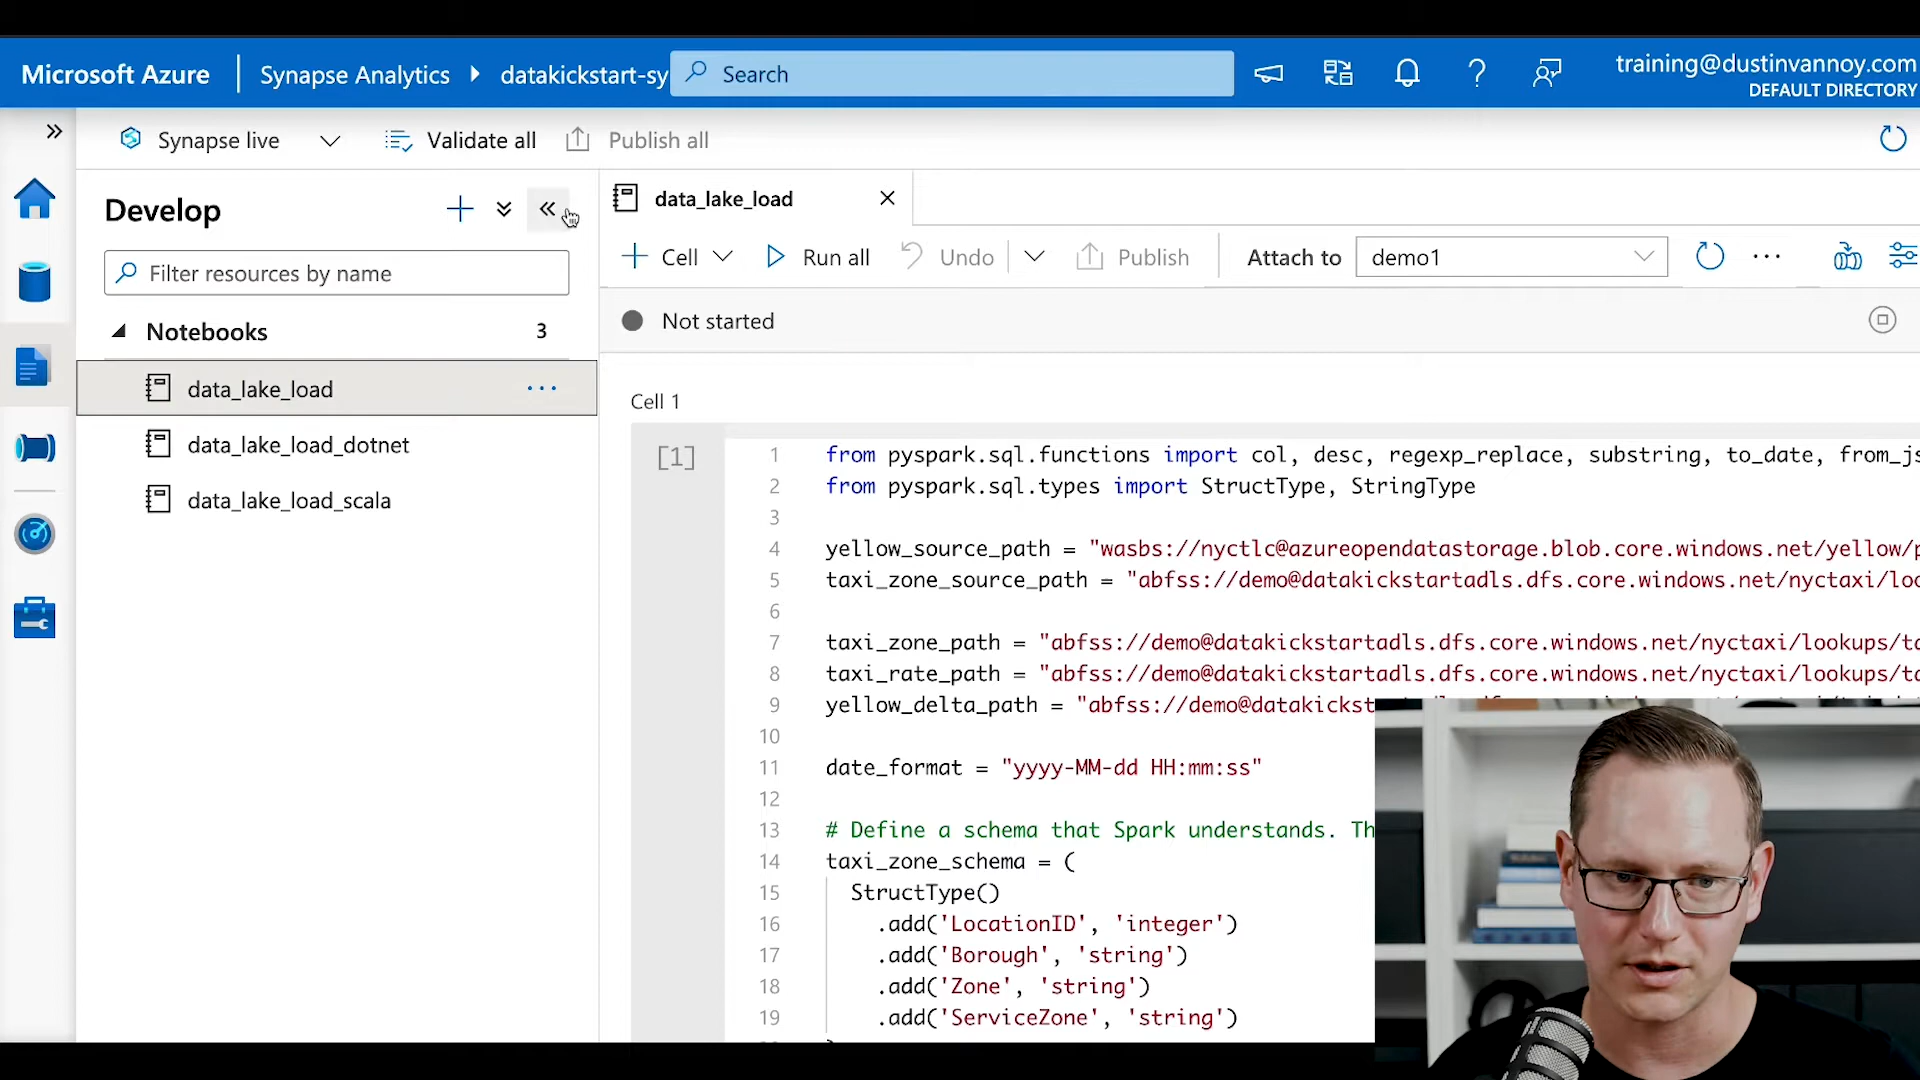 Microsoft Azure
Synapse Analytics
datakickstart-sy
Search
training@dustinvannoy.com
DEFAULT DIRECTORY
Synapse live
Validate all
Publish all
Develop
Filter resources by name
Notebooks 3
data_lake_load
data_lake_load_dotnet
data_lake_load_scala
data_lake_load
Cell
Run all
Undo
Publish
Attach to
demo1
Not started
Cell 1
[1]
1 from pyspark.sql.functions import col, desc, regexp_replace, substring, to_date, from_js
2 from pyspark.sql.types import StructType, StringType
3
4 yellow_source_path = "wasbs://nyctlc@azureopendatastorage.blob.core.windows.net/yellow/p
5 taxi_zone_source_path = "abfss://demo@datakickstartadls.dfs.core.windows.net/nyctaxi/loo
6
7 taxi_zone_path = "abfss://demo@datakickstartadls.dfs.core.windows.net/nyctaxi/lookups/ta
8 taxi_rate_path = "abfss://demo@datakickstartadls.dfs.core.windows.net/nyctaxi/lookups/ta
9 yellow_delta_path = "abfss://demo@datakickst
10
11 date_format = "yyyy-MM-dd HH:mm:ss"
12
13 # Define a schema that Spark understands. Th
14 taxi_zone_schema = (
15 StructType()
16 .add('LocationID', 'integer')
17 .add('Borough', 'string')
18 .add('Zone', 'string')
19 .add('ServiceZone', 'string')